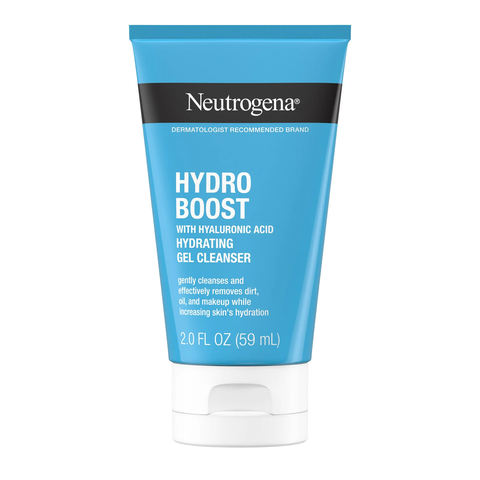 Neutrogena®
DERMATOLOGIST RECOMMENDED BRAND
HYDRO
BOOST
WITH HYALURONIC ACID
HYDRATING
GEL CLEANSER
gently cleanses and
effectively removes dirt,
oil, and makeup while
increasing skin's hydration
2.0 FL OZ (59 mL)